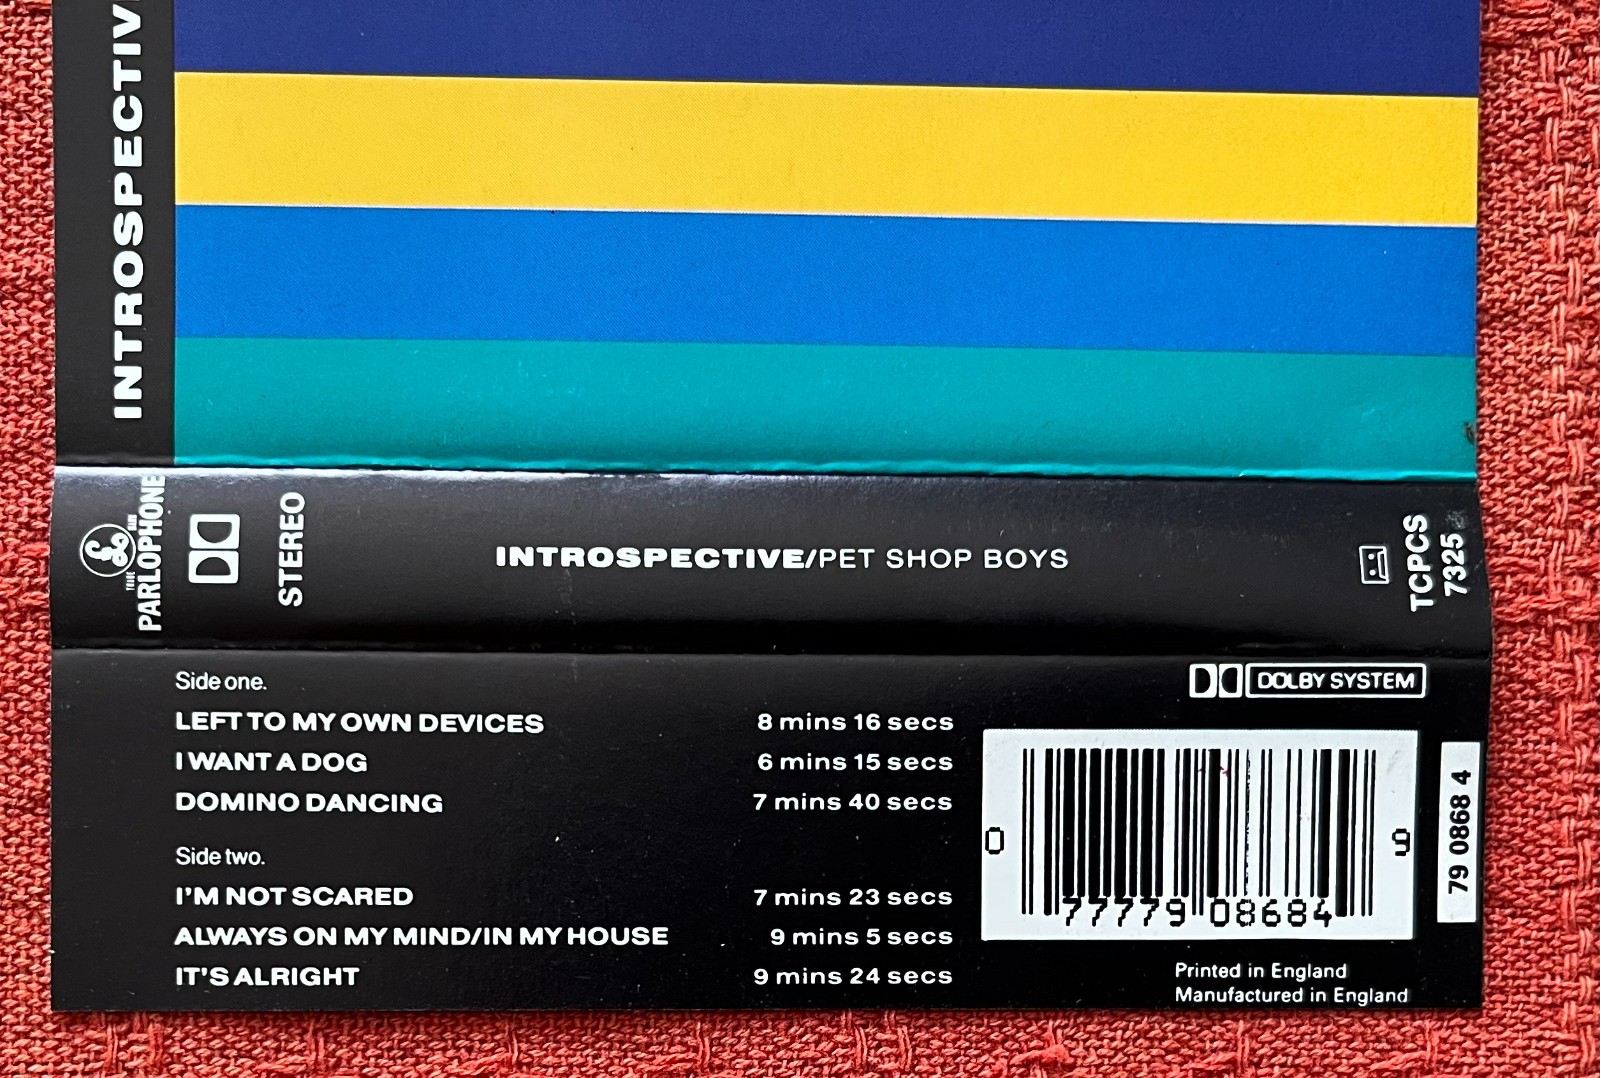 INTROSPECTIV
PARLOPHONE
TRADE MARK
STEREO
INTROSPECTIVE/PET SHOP BOYS
TCPCS
7325
Side one.
LEFT TO MY OWN DEVICES 8 mins 16 secs
I WANT A DOG 6 mins 15 secs
DOMINO DANCING 7 mins 40 secs
Side two.
I'M NOT SCARED 7 mins 23 secs
ALWAYS ON MY MIND/IN MY HOUSE 9 mins 5 secs
IT'S ALRIGHT 9 mins 24 secs
DOLBY SYSTEM
0 77779 08684 9
79 0868 4
Printed in England
Manufactured in England